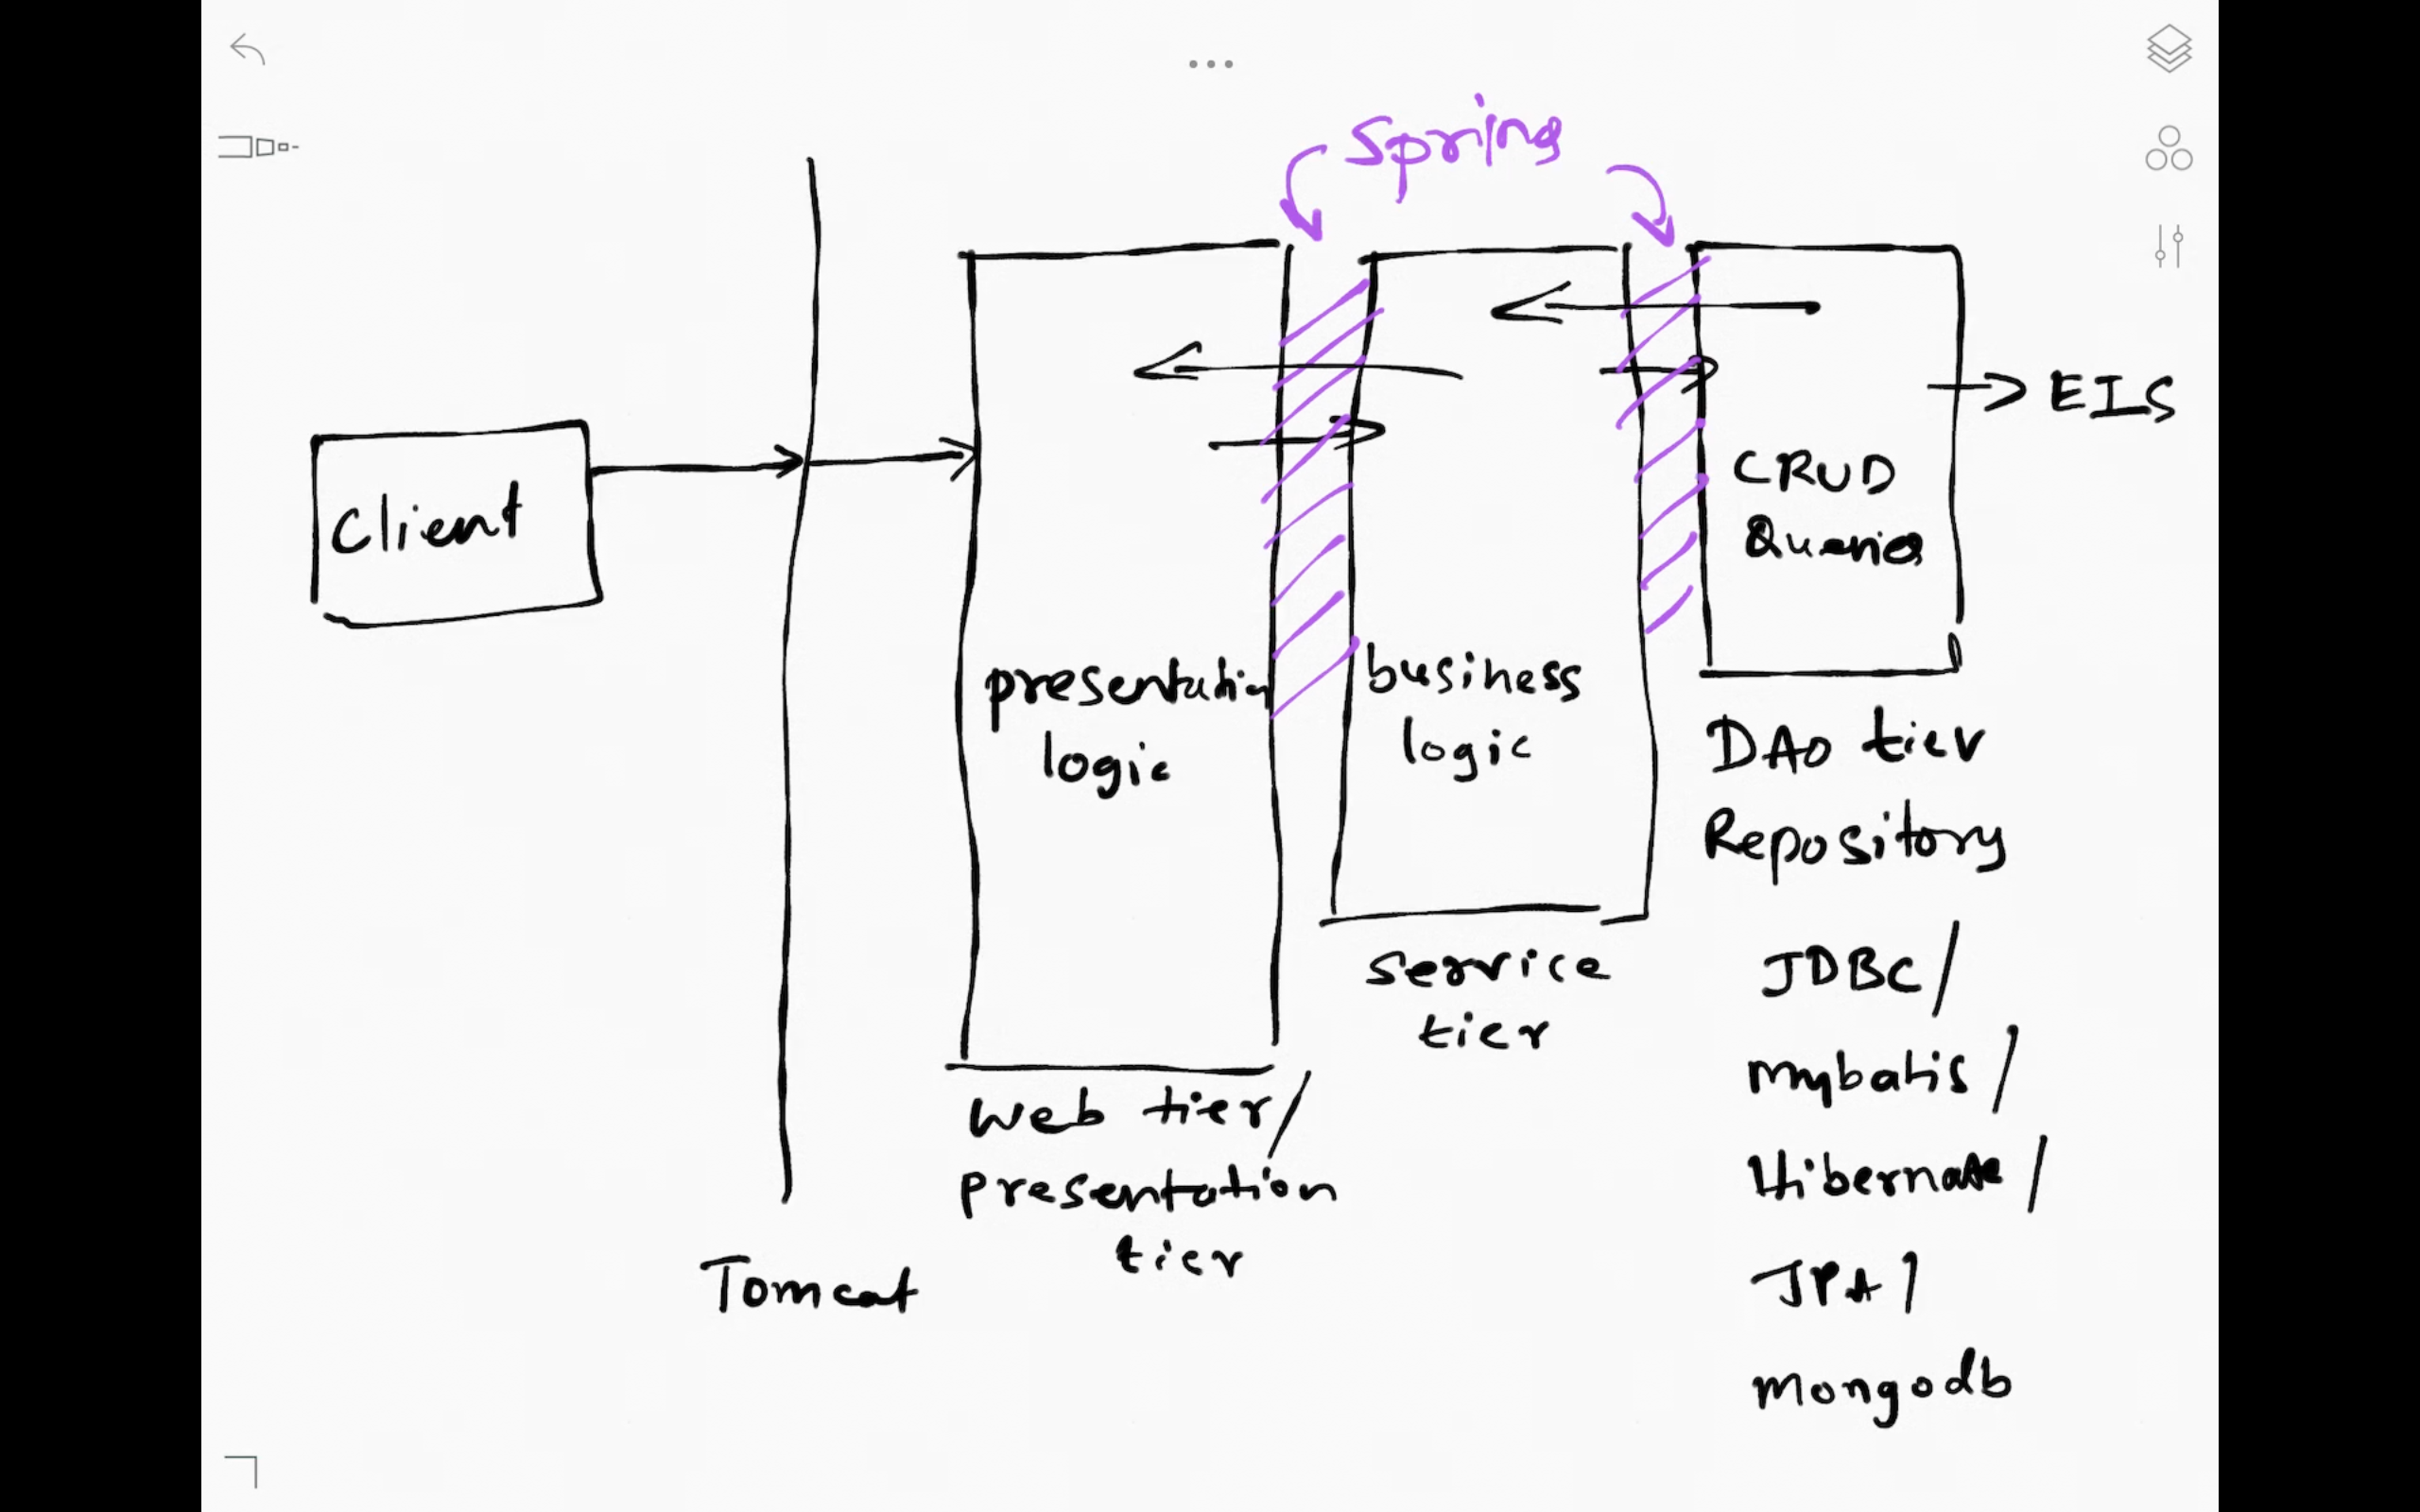 Spring
Client
EIS
CRUD
Queries
presentation
logic
business
logic
DAO tier
Repository
service
tier
JDBC/
mybatis/
Hibernate/
JPA/
mongodb
web tier/
presentation
tier
Tomcat